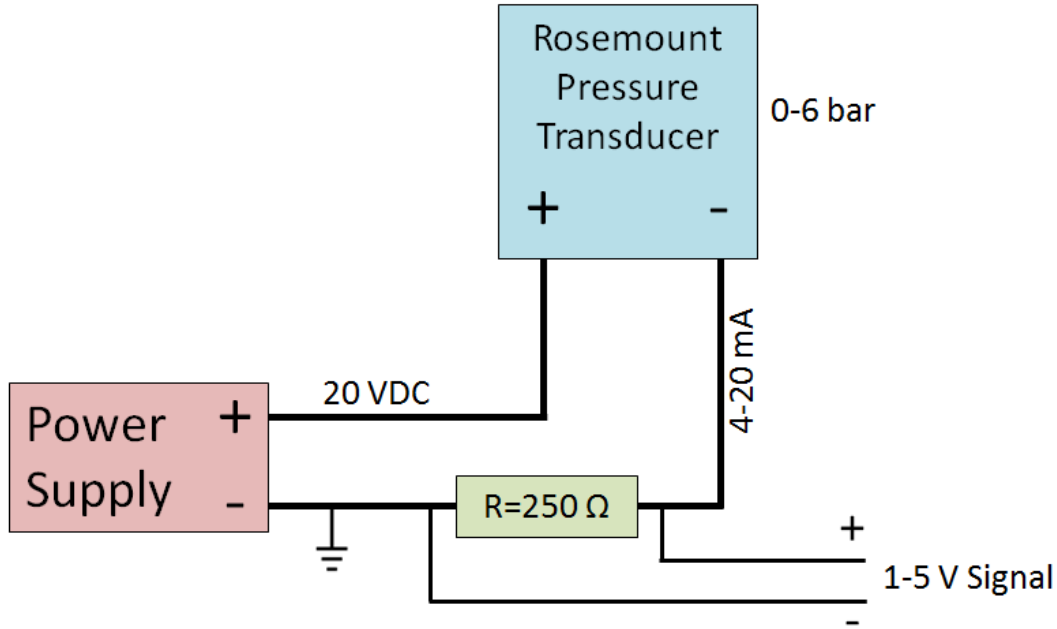 Rosemount
Pressure
Transducer
+ -
0-6 bar
4-20 mA
20 VDC
Power +
Supply -
R=250 Ω
+
1-5 V Signal
-